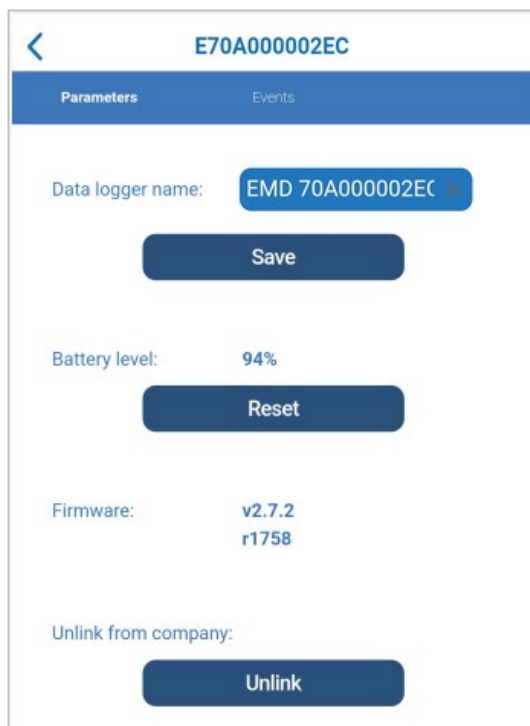 E70A000002EC
Parameters Events
Data logger name: EMD 70A000002EC
Save
Battery level: 94%
Reset
Firmware: v2.7.2
r1758
Unlink from company:
Unlink